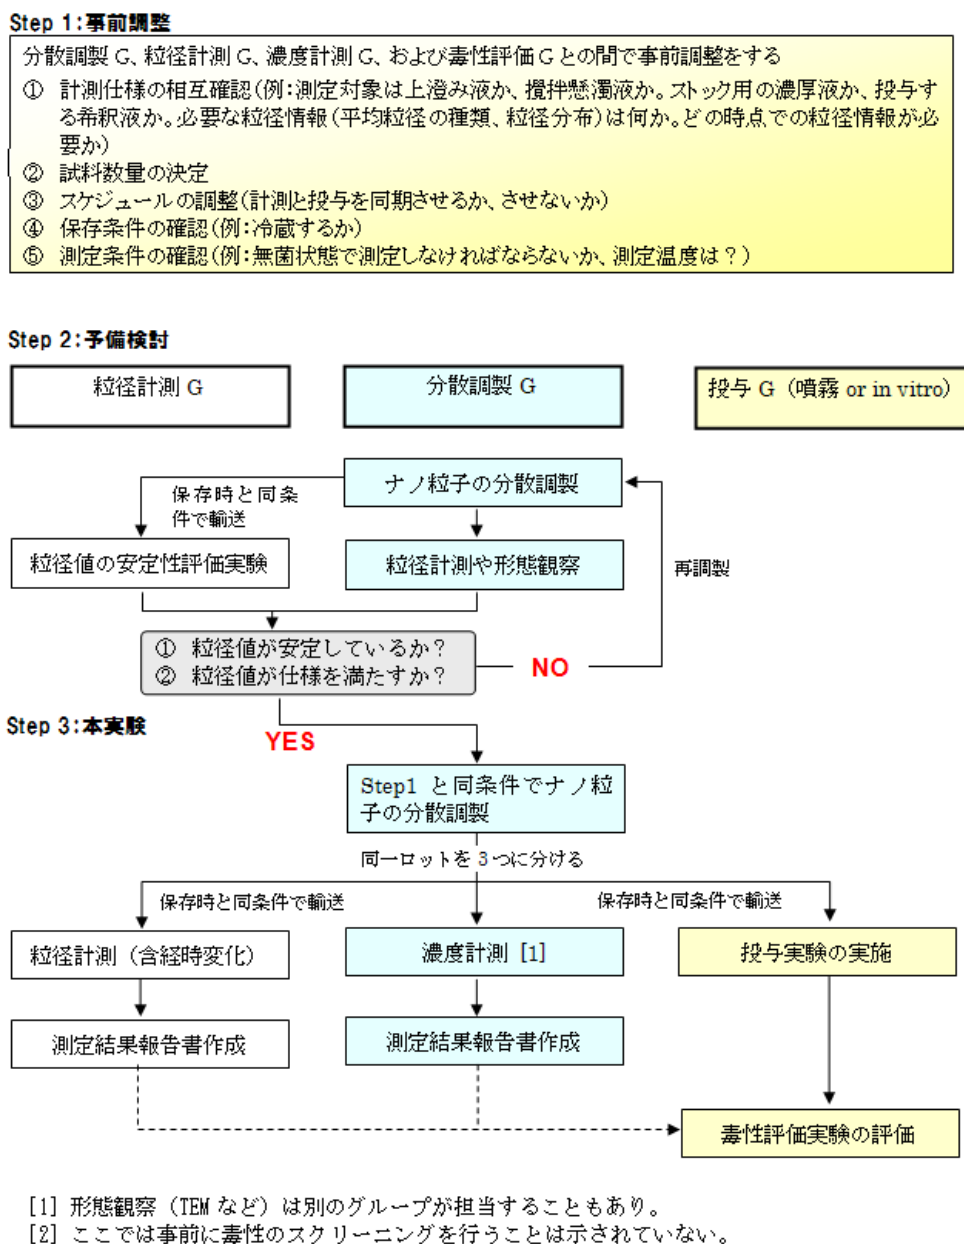 Step 1：事前調整
分散調製 G、粒径計測 G、濃度計測 G、および毒性評価 G との間で事前調整をする
① 計測仕様の相互確認（例：測定対象は上澄み液か、攪拌懸濁液か。ストック用の濃厚液か、投与す
る希釈液か。必要な粒径情報（平均粒径の種類、粒径分布）は何か。どの時点での粒径情報が必
要か）
② 試料数量の決定
③ スケジュールの調整（計測と投与を同期させるか、させないか）
④ 保存条件の確認（例：冷蔵するか）
⑤ 測定条件の確認（例：無菌状態で測定しなければならないか、測定温度は？）
Step 2：予備検討
粒径計測 G
分散調製 G
投与 G（噴霧 or in vitro）
ナノ粒子の分散調製
保存時と同条
件で輸送
粒径値の安定性評価実験
粒径計測や形態観察
再調製
① 粒径値が安定しているか？
② 粒径値が仕様を満たすか？
NO
Step 3：本実験
YES
Step1 と同条件でナノ粒
子の分散調製
同一ロットを 3 つに分ける
保存時と同条件で輸送
保存時と同条件で輸送
粒径計測（含経時変化）
濃度計測 [1]
投与実験の実施
測定結果報告書作成
測定結果報告書作成
毒性評価実験の評価
[1] 形態観察（TEM など）は別のグループが担当することもあり。
[2] ここでは事前に毒性のスクリーニングを行うことは示されていない。